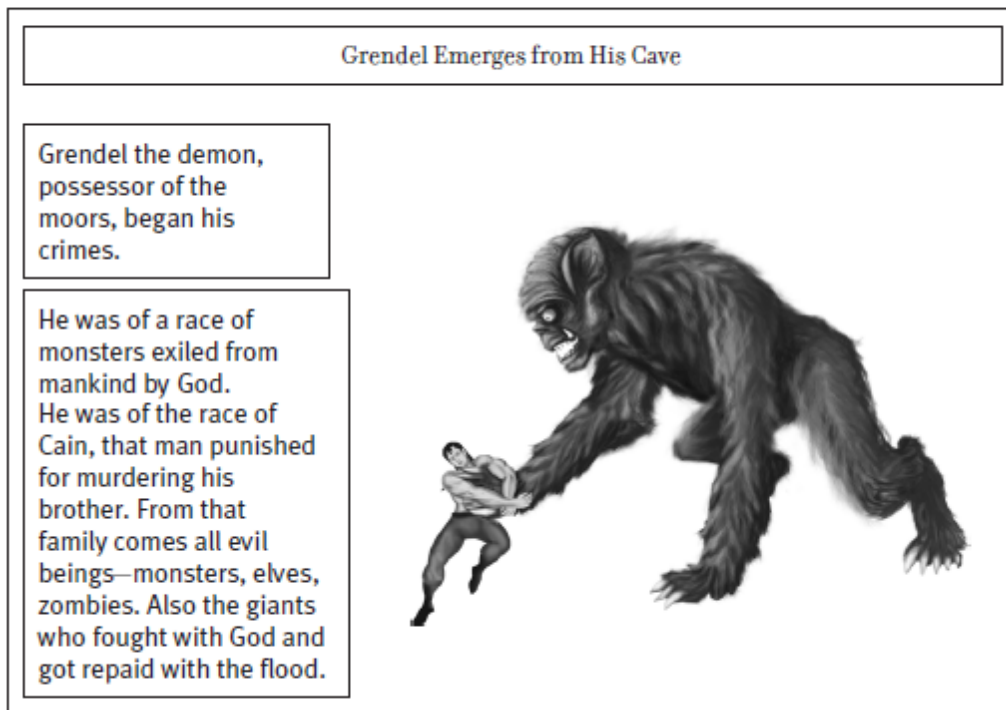 Grendel Emerges from His Cave
Grendel the demon,
possessor of the
moors, began his
crimes.
He was of a race of
monsters exiled from
mankind by God.
He was of the race of
Cain, that man punished
for murdering his
brother. From that
family comes all evil
beings—monsters, elves,
zombies. Also the giants
who fought with God and
got repaid with the flood.